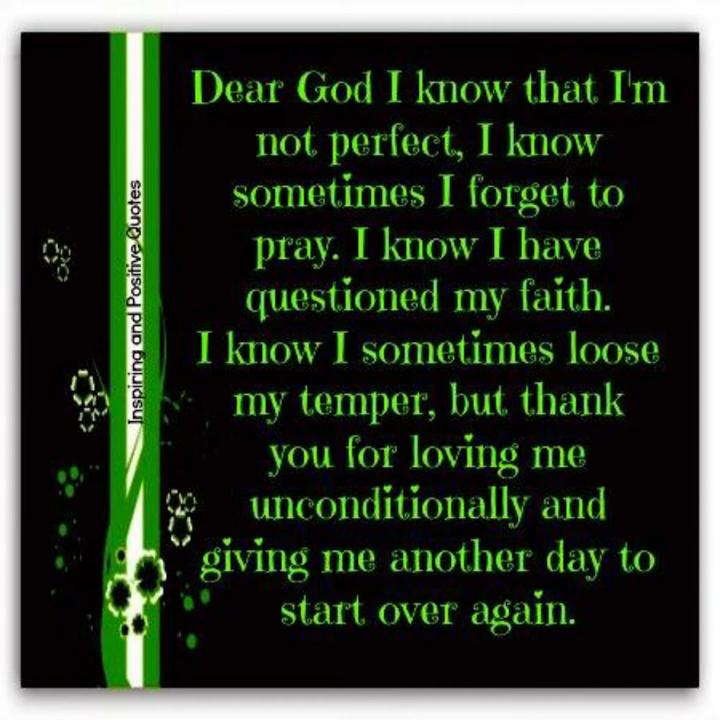 Dear God I know that I'm
not perfect, I know
sometimes I forget to
pray. I know I have
questioned my faith.
I know I sometimes loose
my temper, but thank
you for loving me
unconditionally and
giving me another day to
start over again.
Inspiring and Positive Quotes